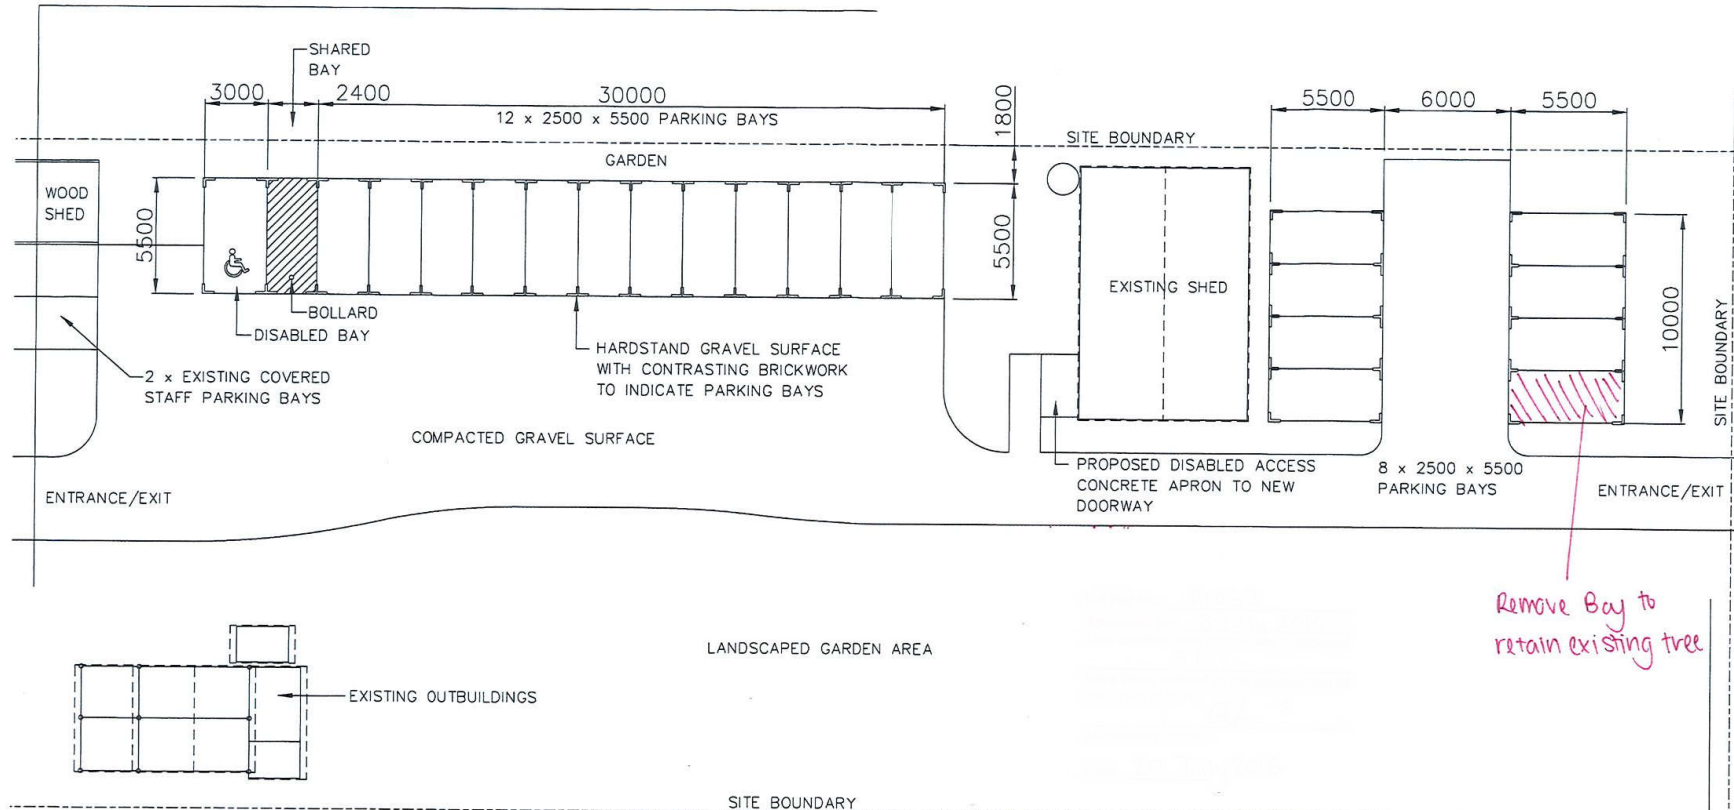 SHARED
BAY
3000
2400
30000
12 x 2500 x 5500 PARKING BAYS
1800
5500
6000
5500
SITE BOUNDARY
GARDEN
WOOD
SHED
5500
5500
EXISTING SHED
10000
SITE BOUNDARY
BOLLARD
DISABLED BAY
HARDSTAND GRAVEL SURFACE
WITH CONTRASTING BRICKWORK
TO INDICATE PARKING BAYS
2 x EXISTING COVERED
STAFF PARKING BAYS
COMPACTED GRAVEL SURFACE
PROPOSED DISABLED ACCESS
CONCRETE APRON TO NEW
DOORWAY
8 x 2500 x 5500
PARKING BAYS
ENTRANCE/EXIT
ENTRANCE/EXIT
Remove Bay to
retain existing tree
LANDSCAPED GARDEN AREA
EXISTING OUTBUILDINGS
SITE BOUNDARY